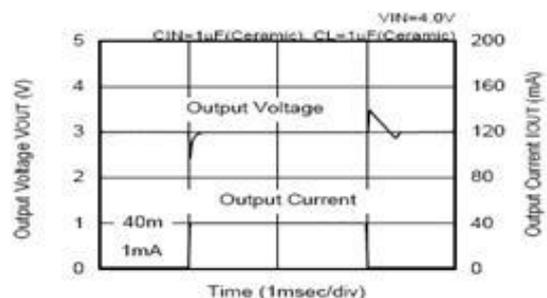 VIN=4.0V
CIN=1uF(Ceramic), CL=1uF(Ceramic)
5
4
3
2
1
0
Output Voltage VOUT (V)
Output Voltage
Output Current
40m
1mA
200
160
120
80
40
0
Output Current IOUT (mA)
Time (1msec/div)